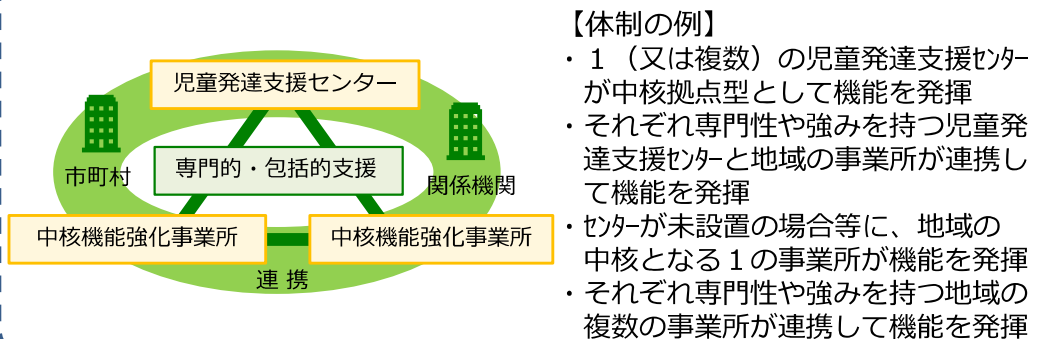 児童発達支援センター
市町村
専門的・包括的支援
関係機関
中核機能強化事業所
中核機能強化事業所
連 携
【体制の例】
・１（又は複数）の児童発達支援ｾﾝﾀｰ
が中核拠点型として機能を発揮
・それぞれ専門性や強みを持つ児童発
達支援ｾﾝﾀｰと地域の事業所が連携し
て機能を発揮
・ｾﾝﾀｰが未設置の場合等に、地域の
中核となる１の事業所が機能を発揮
・それぞれ専門性や強みを持つ地域の
複数の事業所が連携して機能を発揮